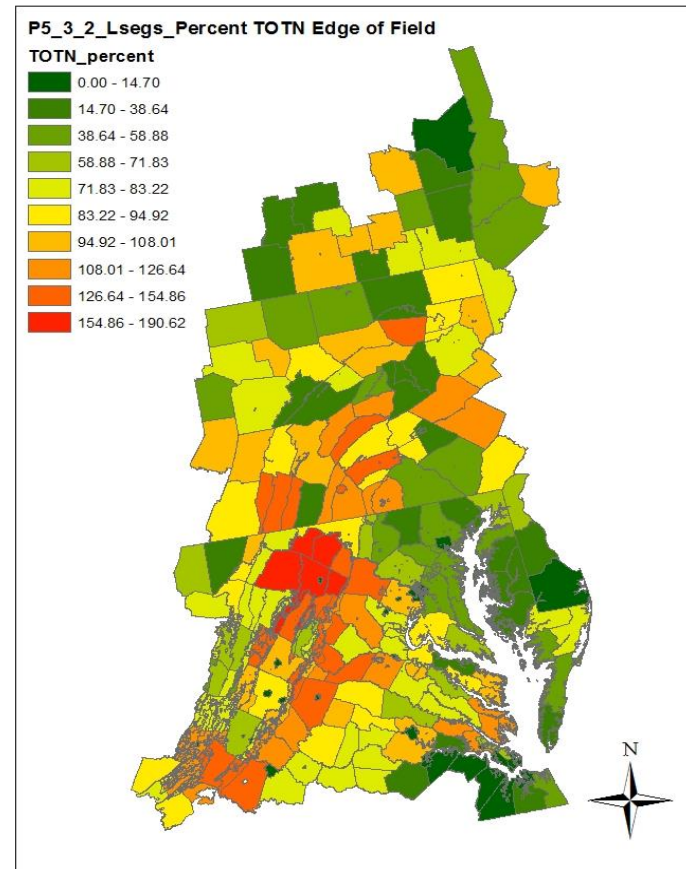 P5_3_2_Lsegs_Percent TOTN Edge of Field
TOTN_percent
0.00 - 14.70
14.70 - 38.64
38.64 - 58.88
58.88 - 71.83
71.83 - 83.22
83.22 - 94.92
94.92 - 108.01
108.01 - 126.64
126.64 - 154.86
154.86 - 190.62
N